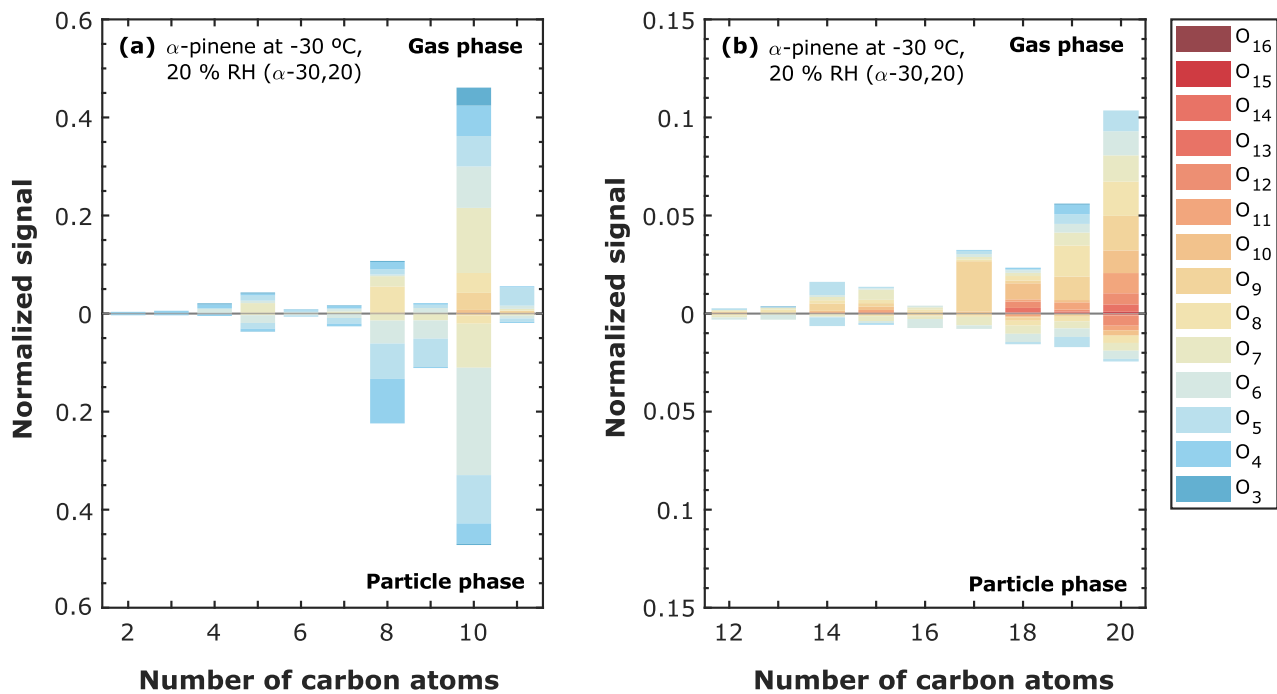 (a) α-pinene at -30 ºC,
20 % RH (α-30,20)
Gas phase
Particle phase
0.6
0.4
0.2
0
0.2
0.4
0.6
Normalized signal
2 4 6 8 10
Number of carbon atoms
(b) α-pinene at -30 ºC,
20 % RH (α-30,20)
Gas phase
Particle phase
0.15
0.1
0.05
0
0.05
0.1
0.15
Normalized signal
12 14 16 18 20
Number of carbon atoms
O16
O15
O14
O13
O12
O11
O10
O9
O8
O7
O6
O5
O4
O3